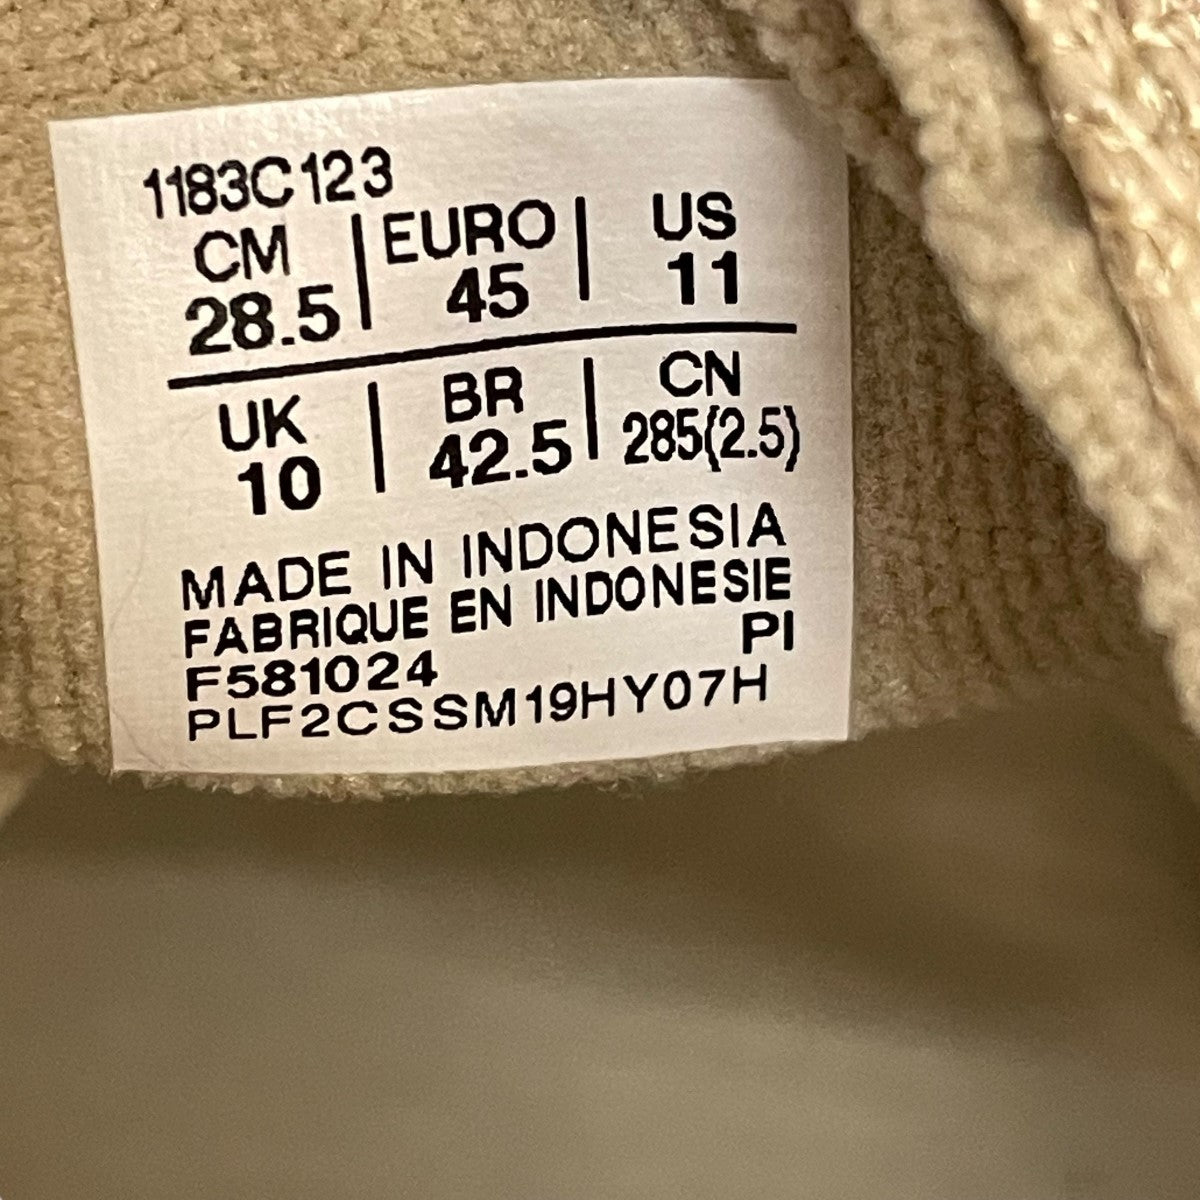 1183C123
CM EURO US
28.5 45 11
UK BR CN
10 42.5 285(2.5)
MADE IN INDONESIA
FABRIQUE EN INDONESIE
F581024 PI
PLF2CSSM19HY07H